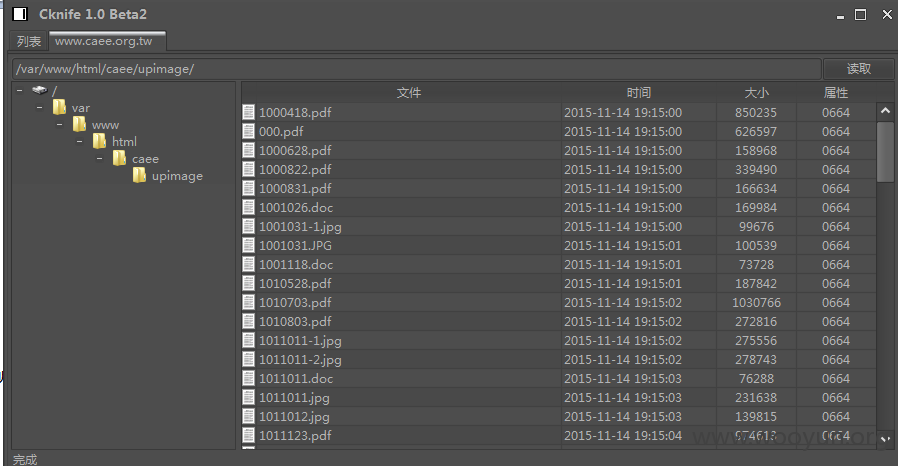 Cknife 1.0 Beta2
列表 www.caee.org.tw
/var/www/html/caee/upimage/ 读取
/
var
www
html
caee
upimage
文件 时间 大小 属性
1000418.pdf 2015-11-14 19:15:00 850235 0664
000.pdf 2015-11-14 19:15:00 626597 0664
1000628.pdf 2015-11-14 19:15:00 158968 0664
1000822.pdf 2015-11-14 19:15:00 339490 0664
1000831.pdf 2015-11-14 19:15:00 166634 0664
1001026.doc 2015-11-14 19:15:00 169984 0664
1001031-1.jpg 2015-11-14 19:15:00 99676 0664
1001031.JPG 2015-11-14 19:15:01 100539 0664
1001118.doc 2015-11-14 19:15:01 73728 0664
1010528.pdf 2015-11-14 19:15:01 187842 0664
1010703.pdf 2015-11-14 19:15:02 1030766 0664
1010803.pdf 2015-11-14 19:15:02 272816 0664
1011011-1.jpg 2015-11-14 19:15:02 275556 0664
1011011-2.jpg 2015-11-14 19:15:02 278743 0664
1011011.doc 2015-11-14 19:15:03 76288 0664
1011011.jpg 2015-11-14 19:15:03 231638 0664
1011012.jpg 2015-11-14 19:15:03 139815 0664
1011123.pdf 2015-11-14 19:15:04 974613 0664
完成